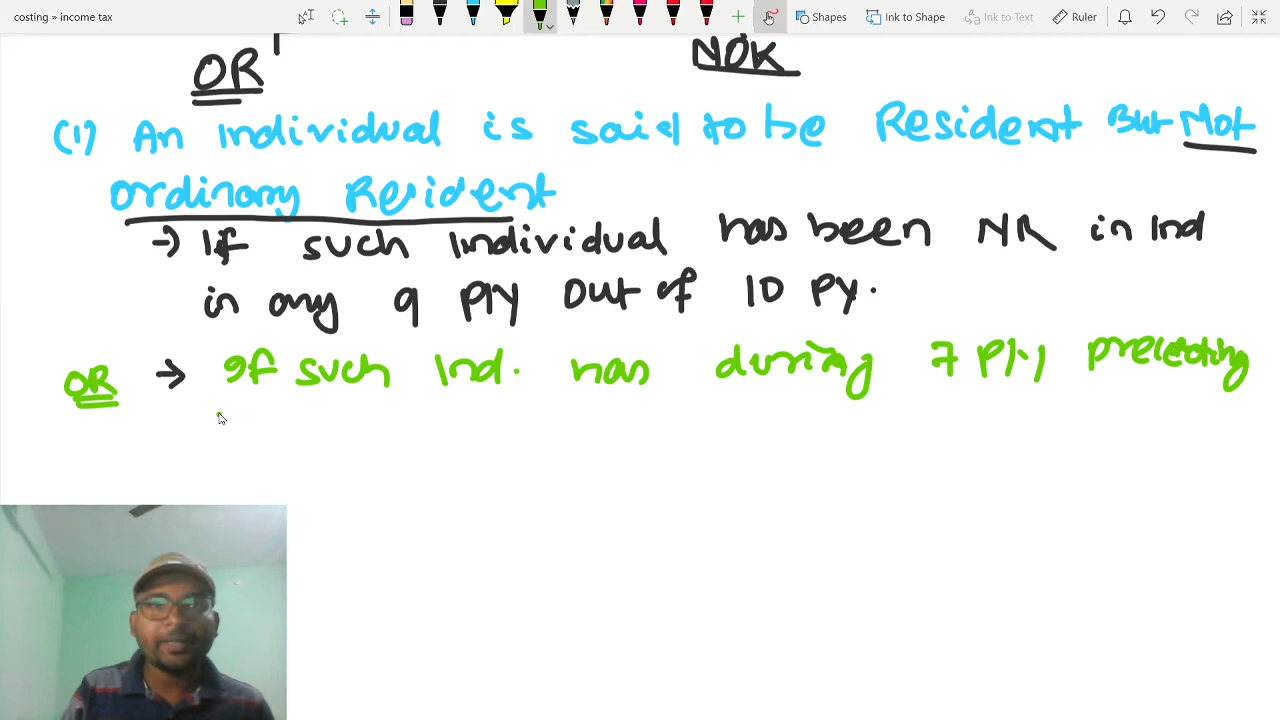 costing » income tax
Shapes Ink to Shape Ink to Text Ruler
OR NOR
(1) An Individual is said to be Resident But Not
ordinary Resident
→ If such Individual has been NR in Ind
in any 9 P/Y out of 10 PY.
OR → If such Ind. has during 7 P/Y preceding